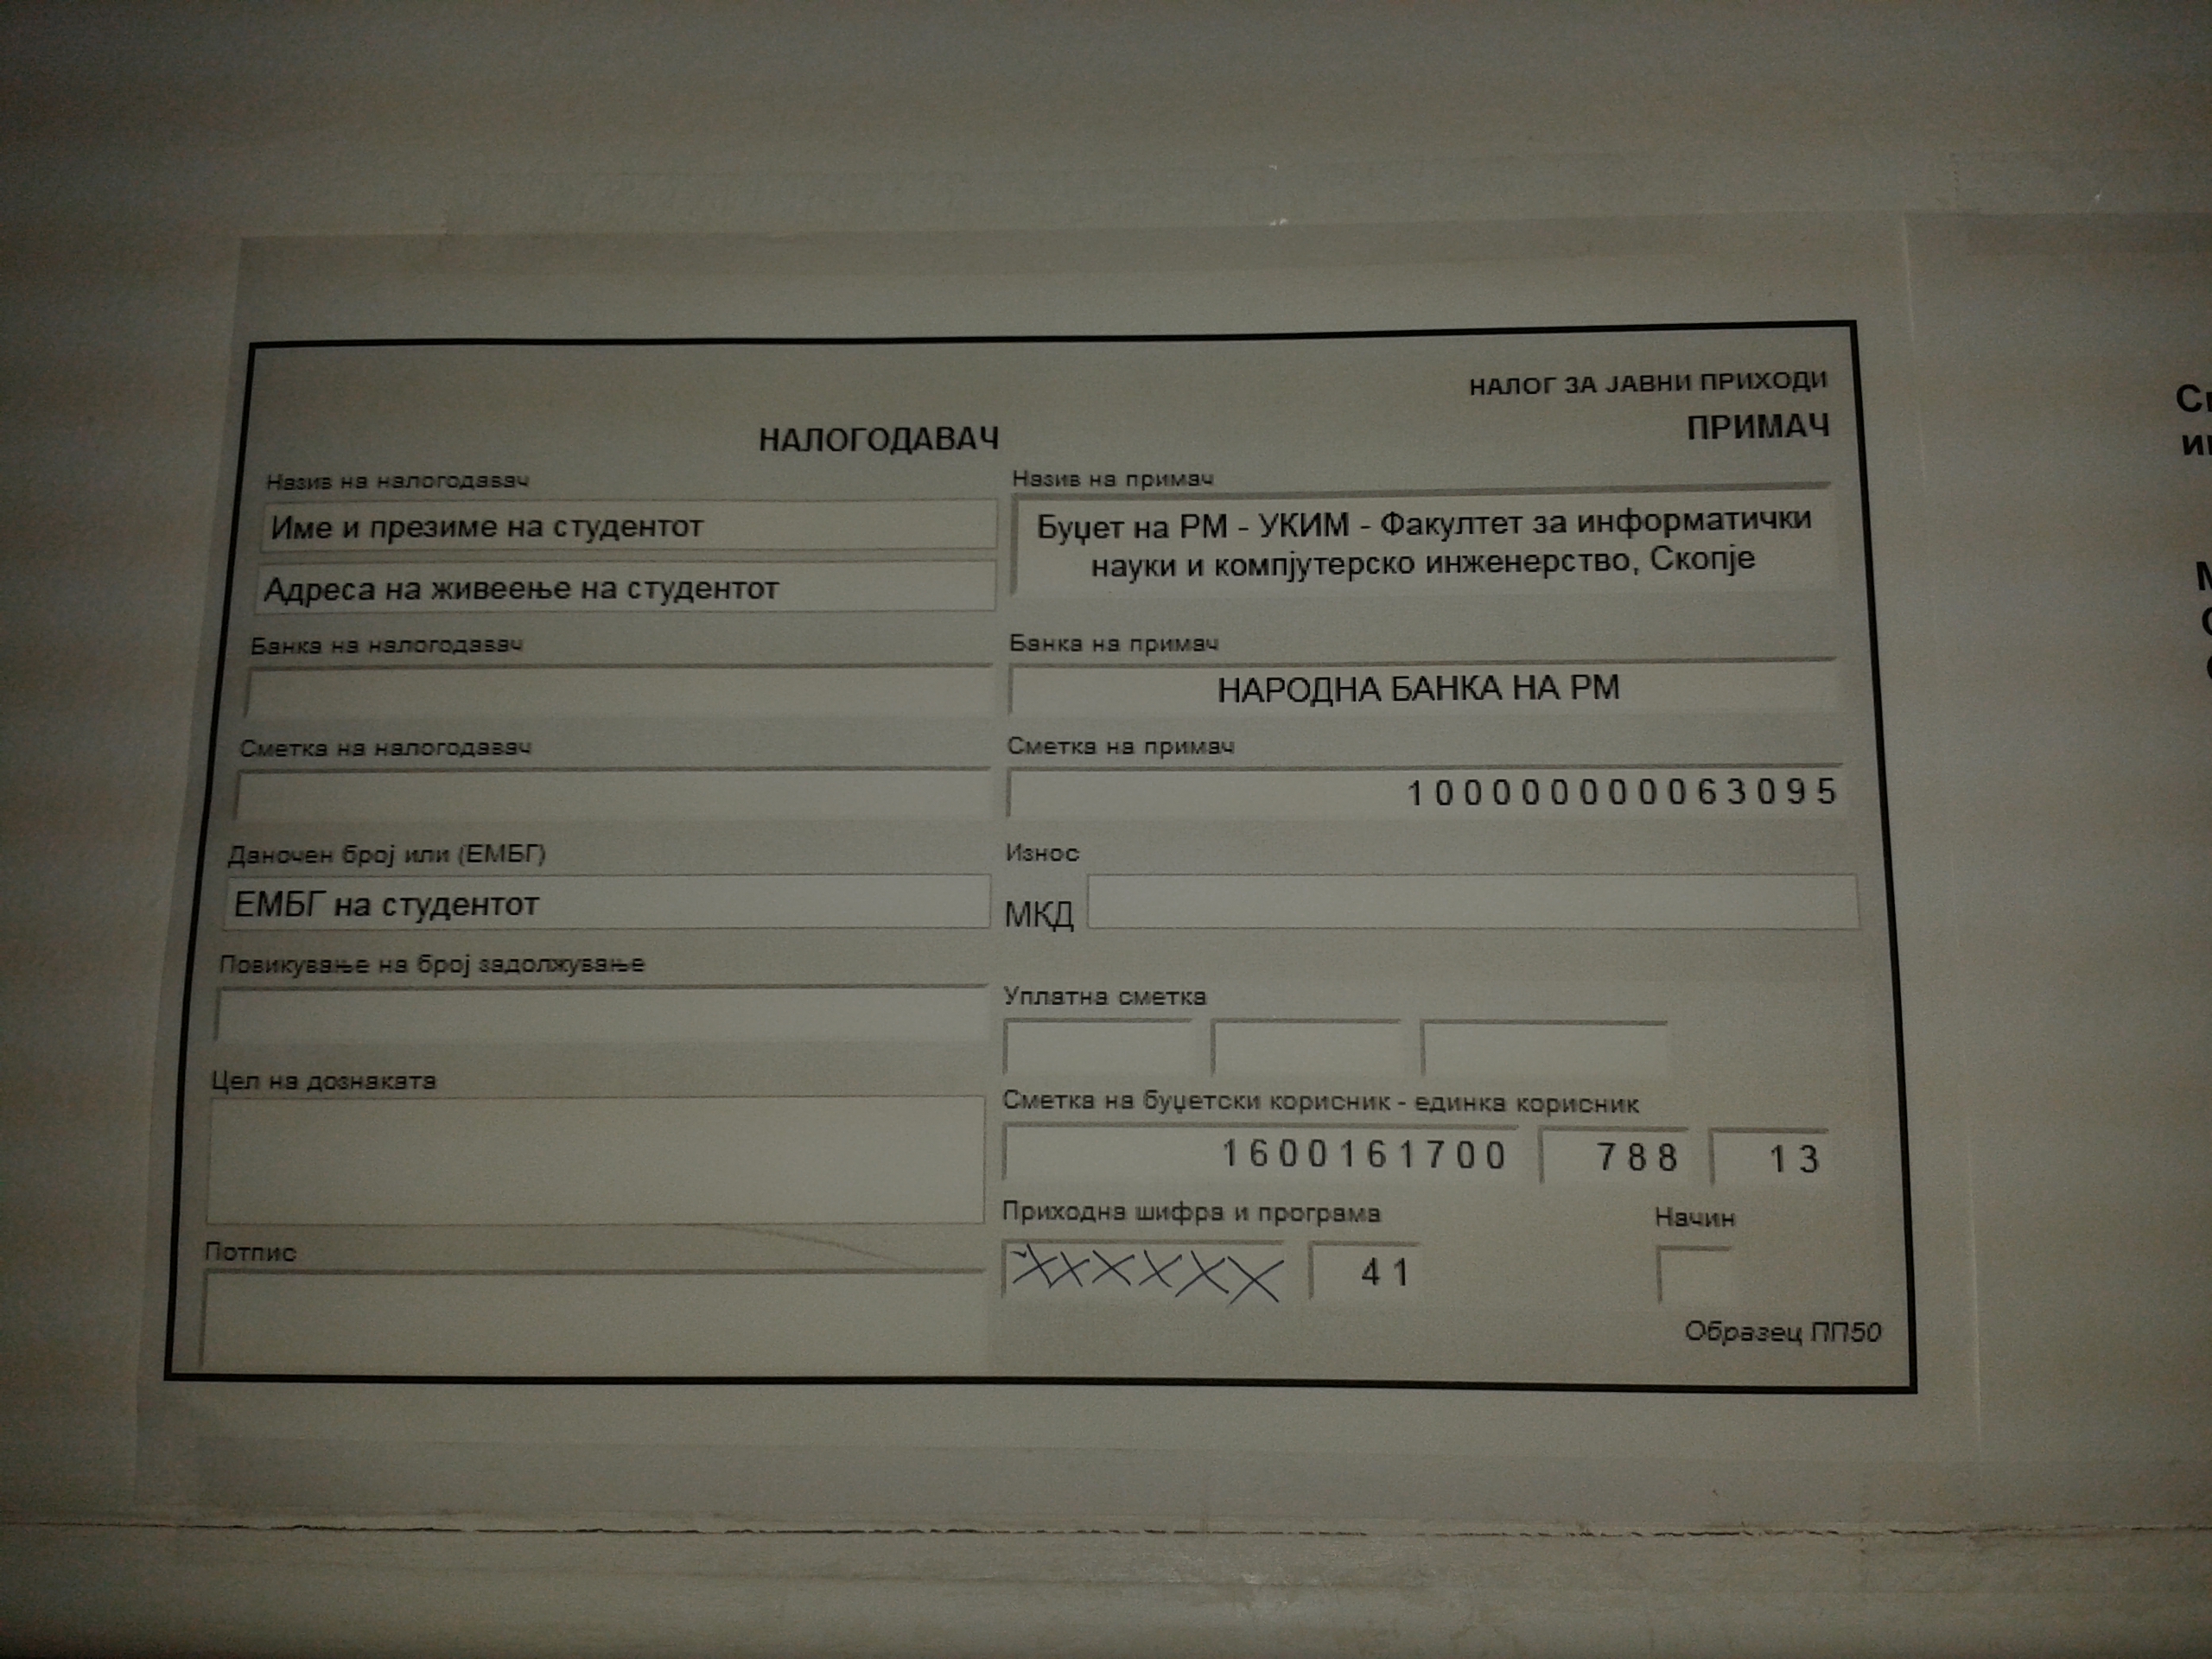 НАЛОГ ЗА ЈАВНИ ПРИХОДИ
НАЛОГОДАВАЧ
ПРИМАЧ
Назив на налогодавач
Име и презиме на студентот
Адреса на живеење на студентот
Банка на налогодавач
Сметка на налогодавач
Даночен број или (ЕМБГ)
ЕМБГ на студентот
Повикување на број задолжување
Цел на дознаката
Потпис
Назив на примач
Буџет на РМ - УКИМ - Факултет за информатички
науки и компјутерско инженерство, Скопје
Банка на примач
НАРОДНА БАНКА НА РМ
Сметка на примач
100000000063095
Износ
МКД
Уплатна сметка
Сметка на буџетски корисник - единка корисник
1600161700 788 13
Приходна шифра и програма
Начин
XXXXXX 41
Образец ПП50